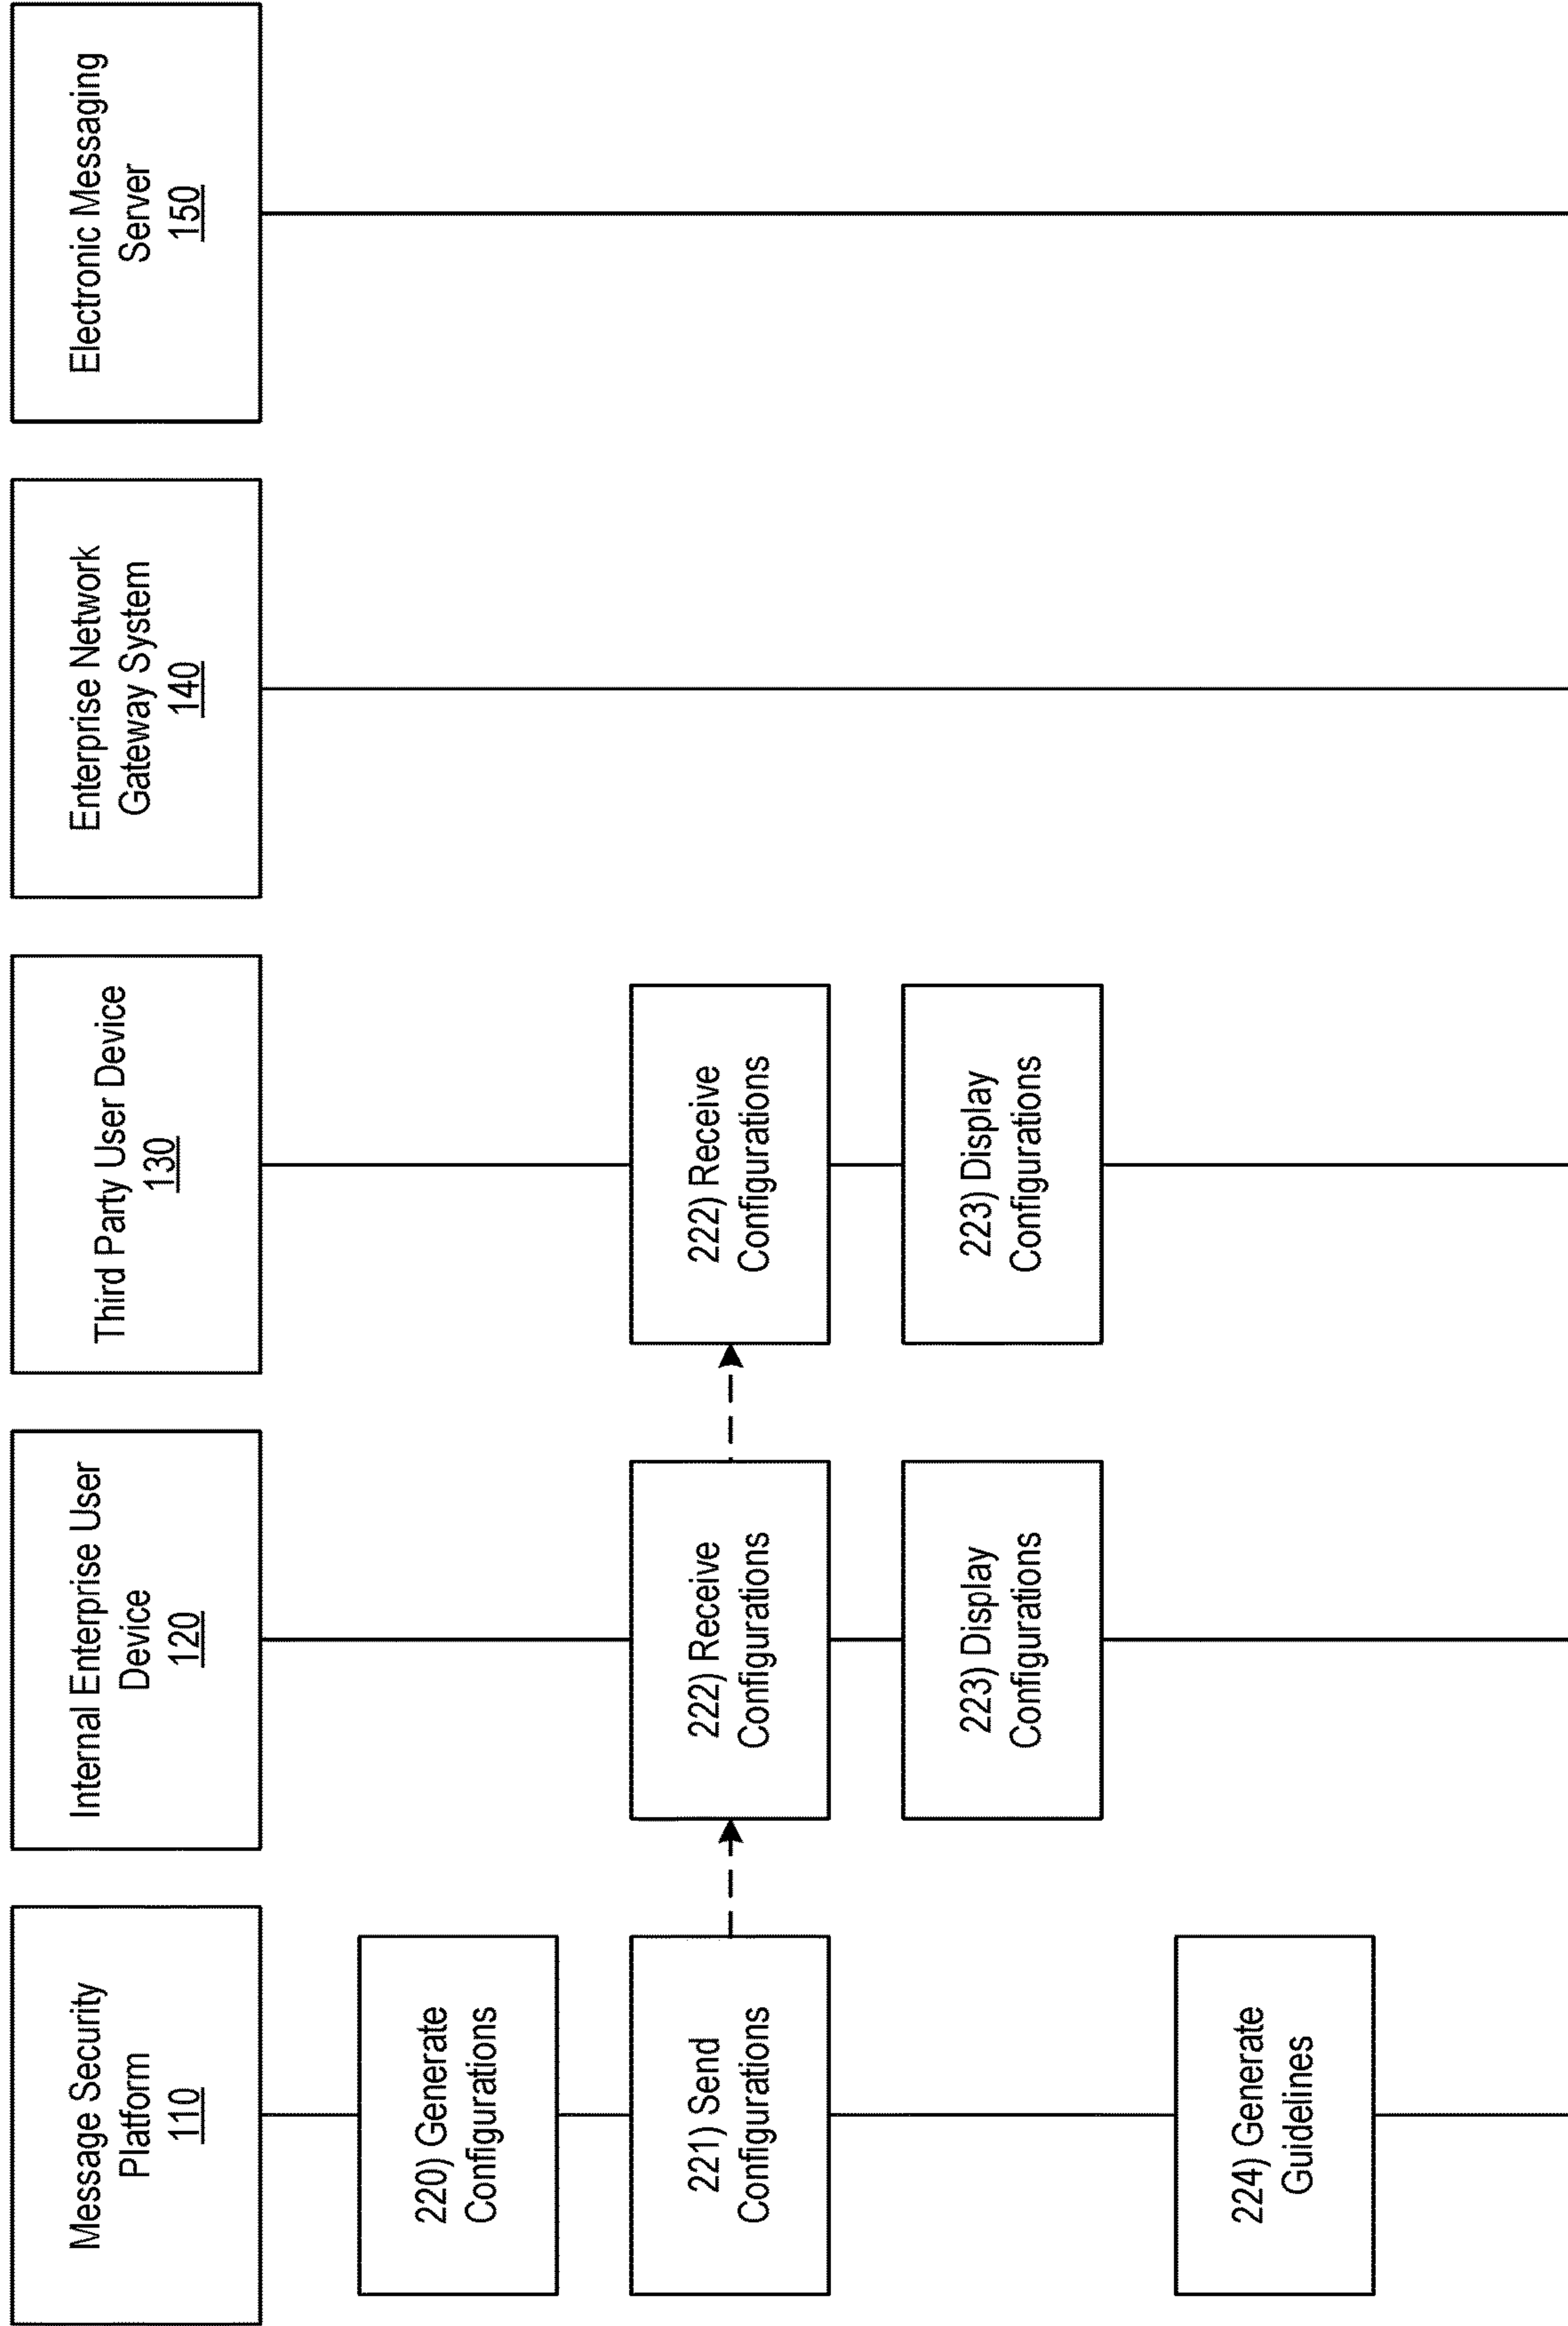 Message Security
Platform
110
Internal Enterprise User
Device
120
Third Party User Device
130
Enterprise Network
Gateway System
140
Electronic Messaging
Server
150
220) Generate
Configurations
221) Send
Configurations
222) Receive
Configurations
222) Receive
Configurations
223) Display
Configurations
223) Display
Configurations
224) Generate
Guidelines